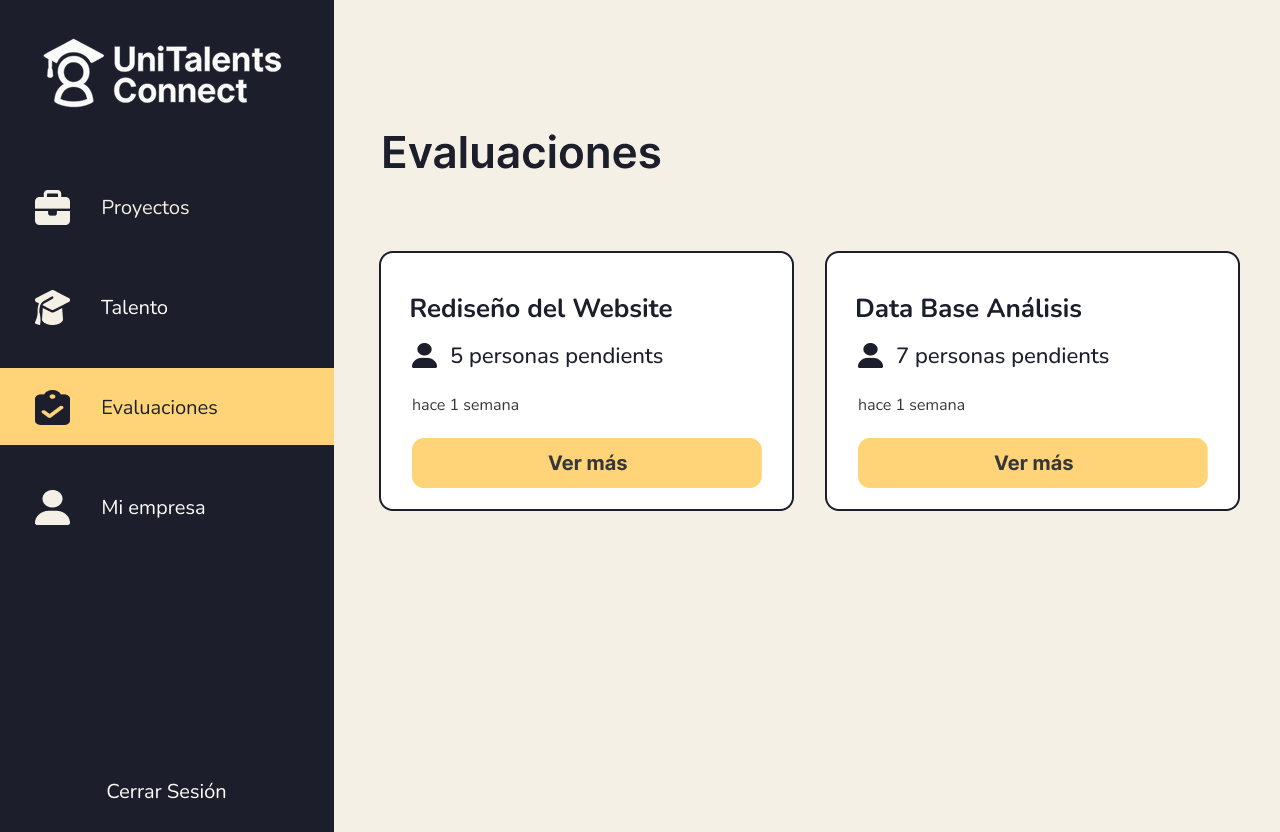 UniTalents
Connect
Proyectos
Talento
Evaluaciones
Mi empresa
Cerrar Sesión
Evaluaciones
Rediseño del Website
5 personas pendients
hace 1 semana
Ver más
Data Base Análisis
7 personas pendients
hace 1 semana
Ver más